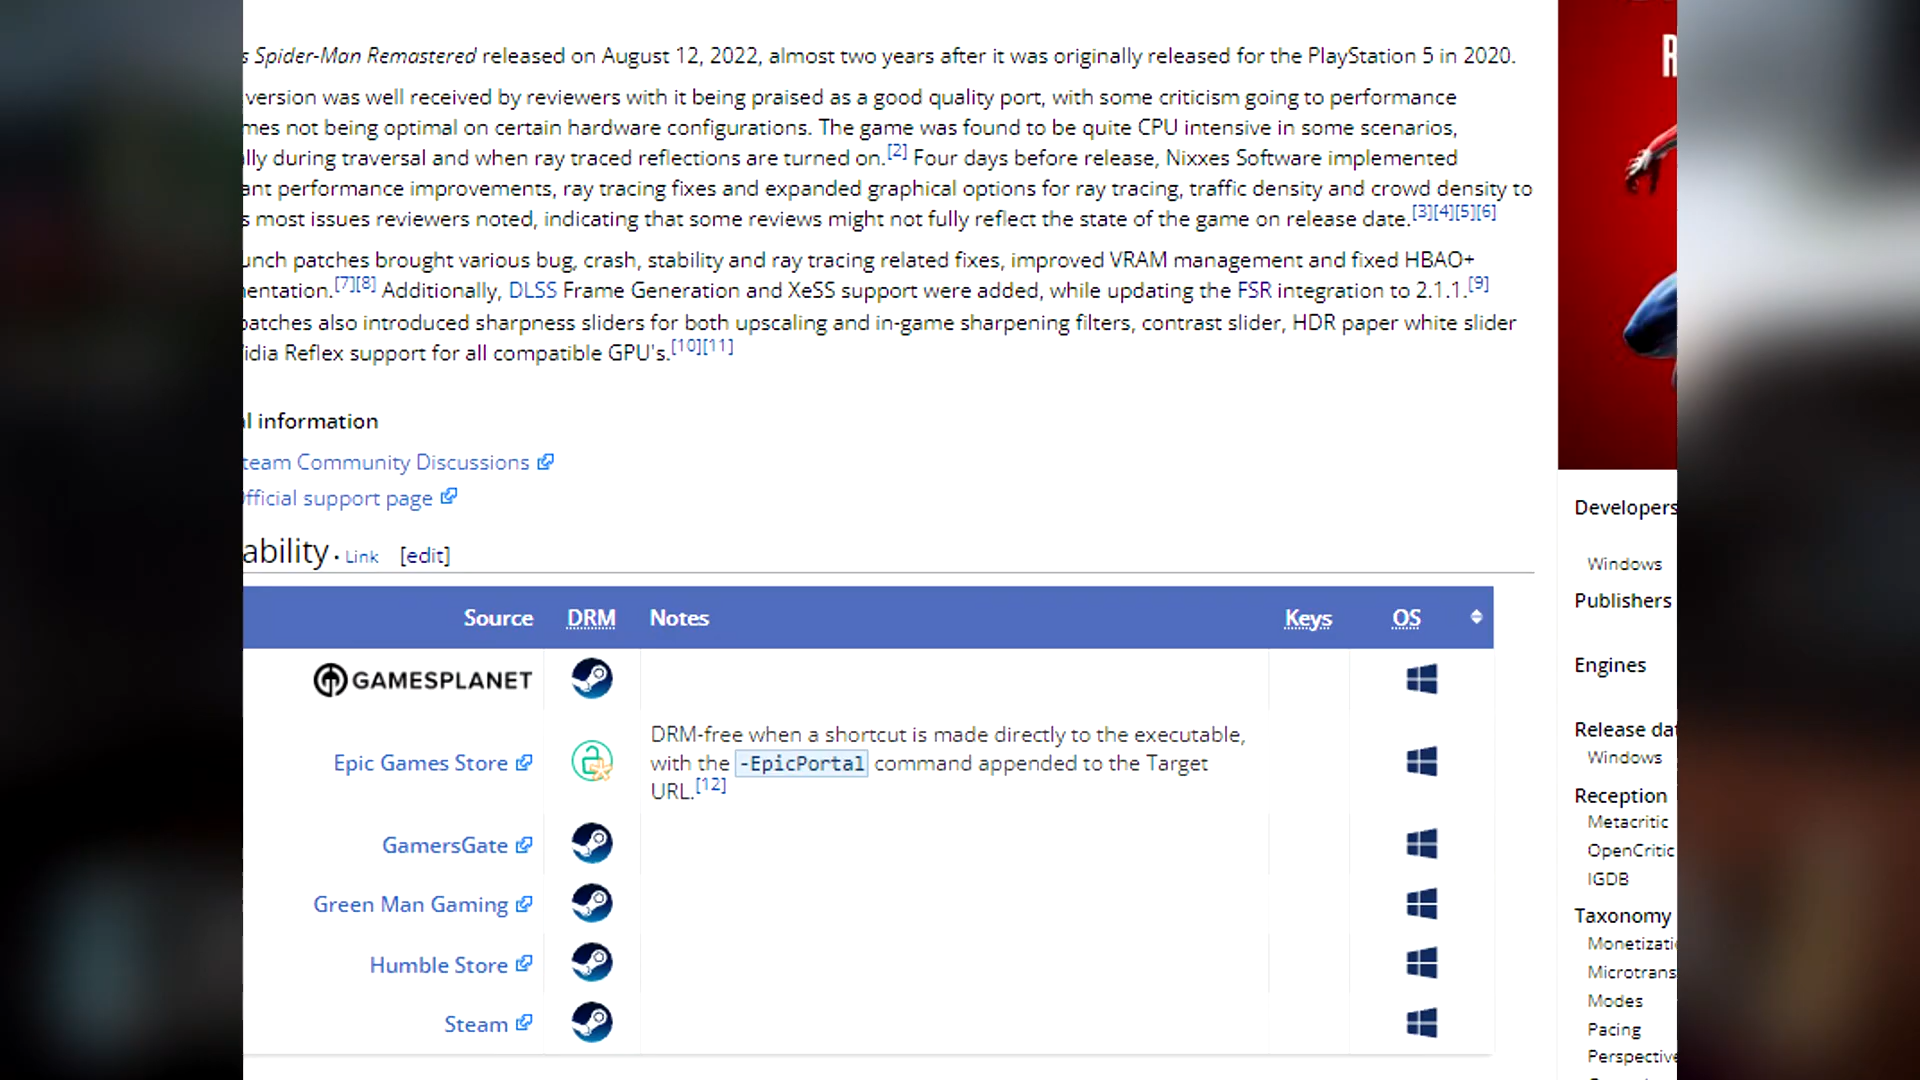 s Spider-Man Remastered released on August 12, 2022, almost two years after it was originally released for the PlayStation 5 in 2020.
version was well received by reviewers with it being praised as a good quality port, with some criticism going to performance
mes not being optimal on certain hardware configurations. The game was found to be quite CPU intensive in some scenarios,
lly during traversal and when ray traced reflections are turned on.[2] Four days before release, Nixxes Software implemented
ant performance improvements, ray tracing fixes and expanded graphical options for ray tracing, traffic density and crowd density to
s most issues reviewers noted, indicating that some reviews might not fully reflect the state of the game on release date.[3][4][5][6]
unch patches brought various bug, crash, stability and ray tracing related fixes, improved VRAM management and fixed HBAO+
entation.[7][8] Additionally, DLSS Frame Generation and XeSS support were added, while updating the FSR integration to 2.1.1.[9]
patches also introduced sharpness sliders for both upscaling and in-game sharpening filters, contrast slider, HDR paper white slider
idia Reflex support for all compatible GPU's.[10][11]
l information
team Community Discussions
fficial support page
ability · Link [edit]
Source DRM Notes Keys OS
GAMESPLANET
Epic Games Store
DRM-free when a shortcut is made directly to the executable,
with the -EpicPortal command appended to the Target
URL.[12]
GamersGate
Green Man Gaming
Humble Store
Steam
R
Developers
Windows
Publishers
Engines
Release dat
Windows
Reception
Metacritic
OpenCritic
IGDB
Taxonomy
Monetizati
Microtrans
Modes
Pacing
Perspective